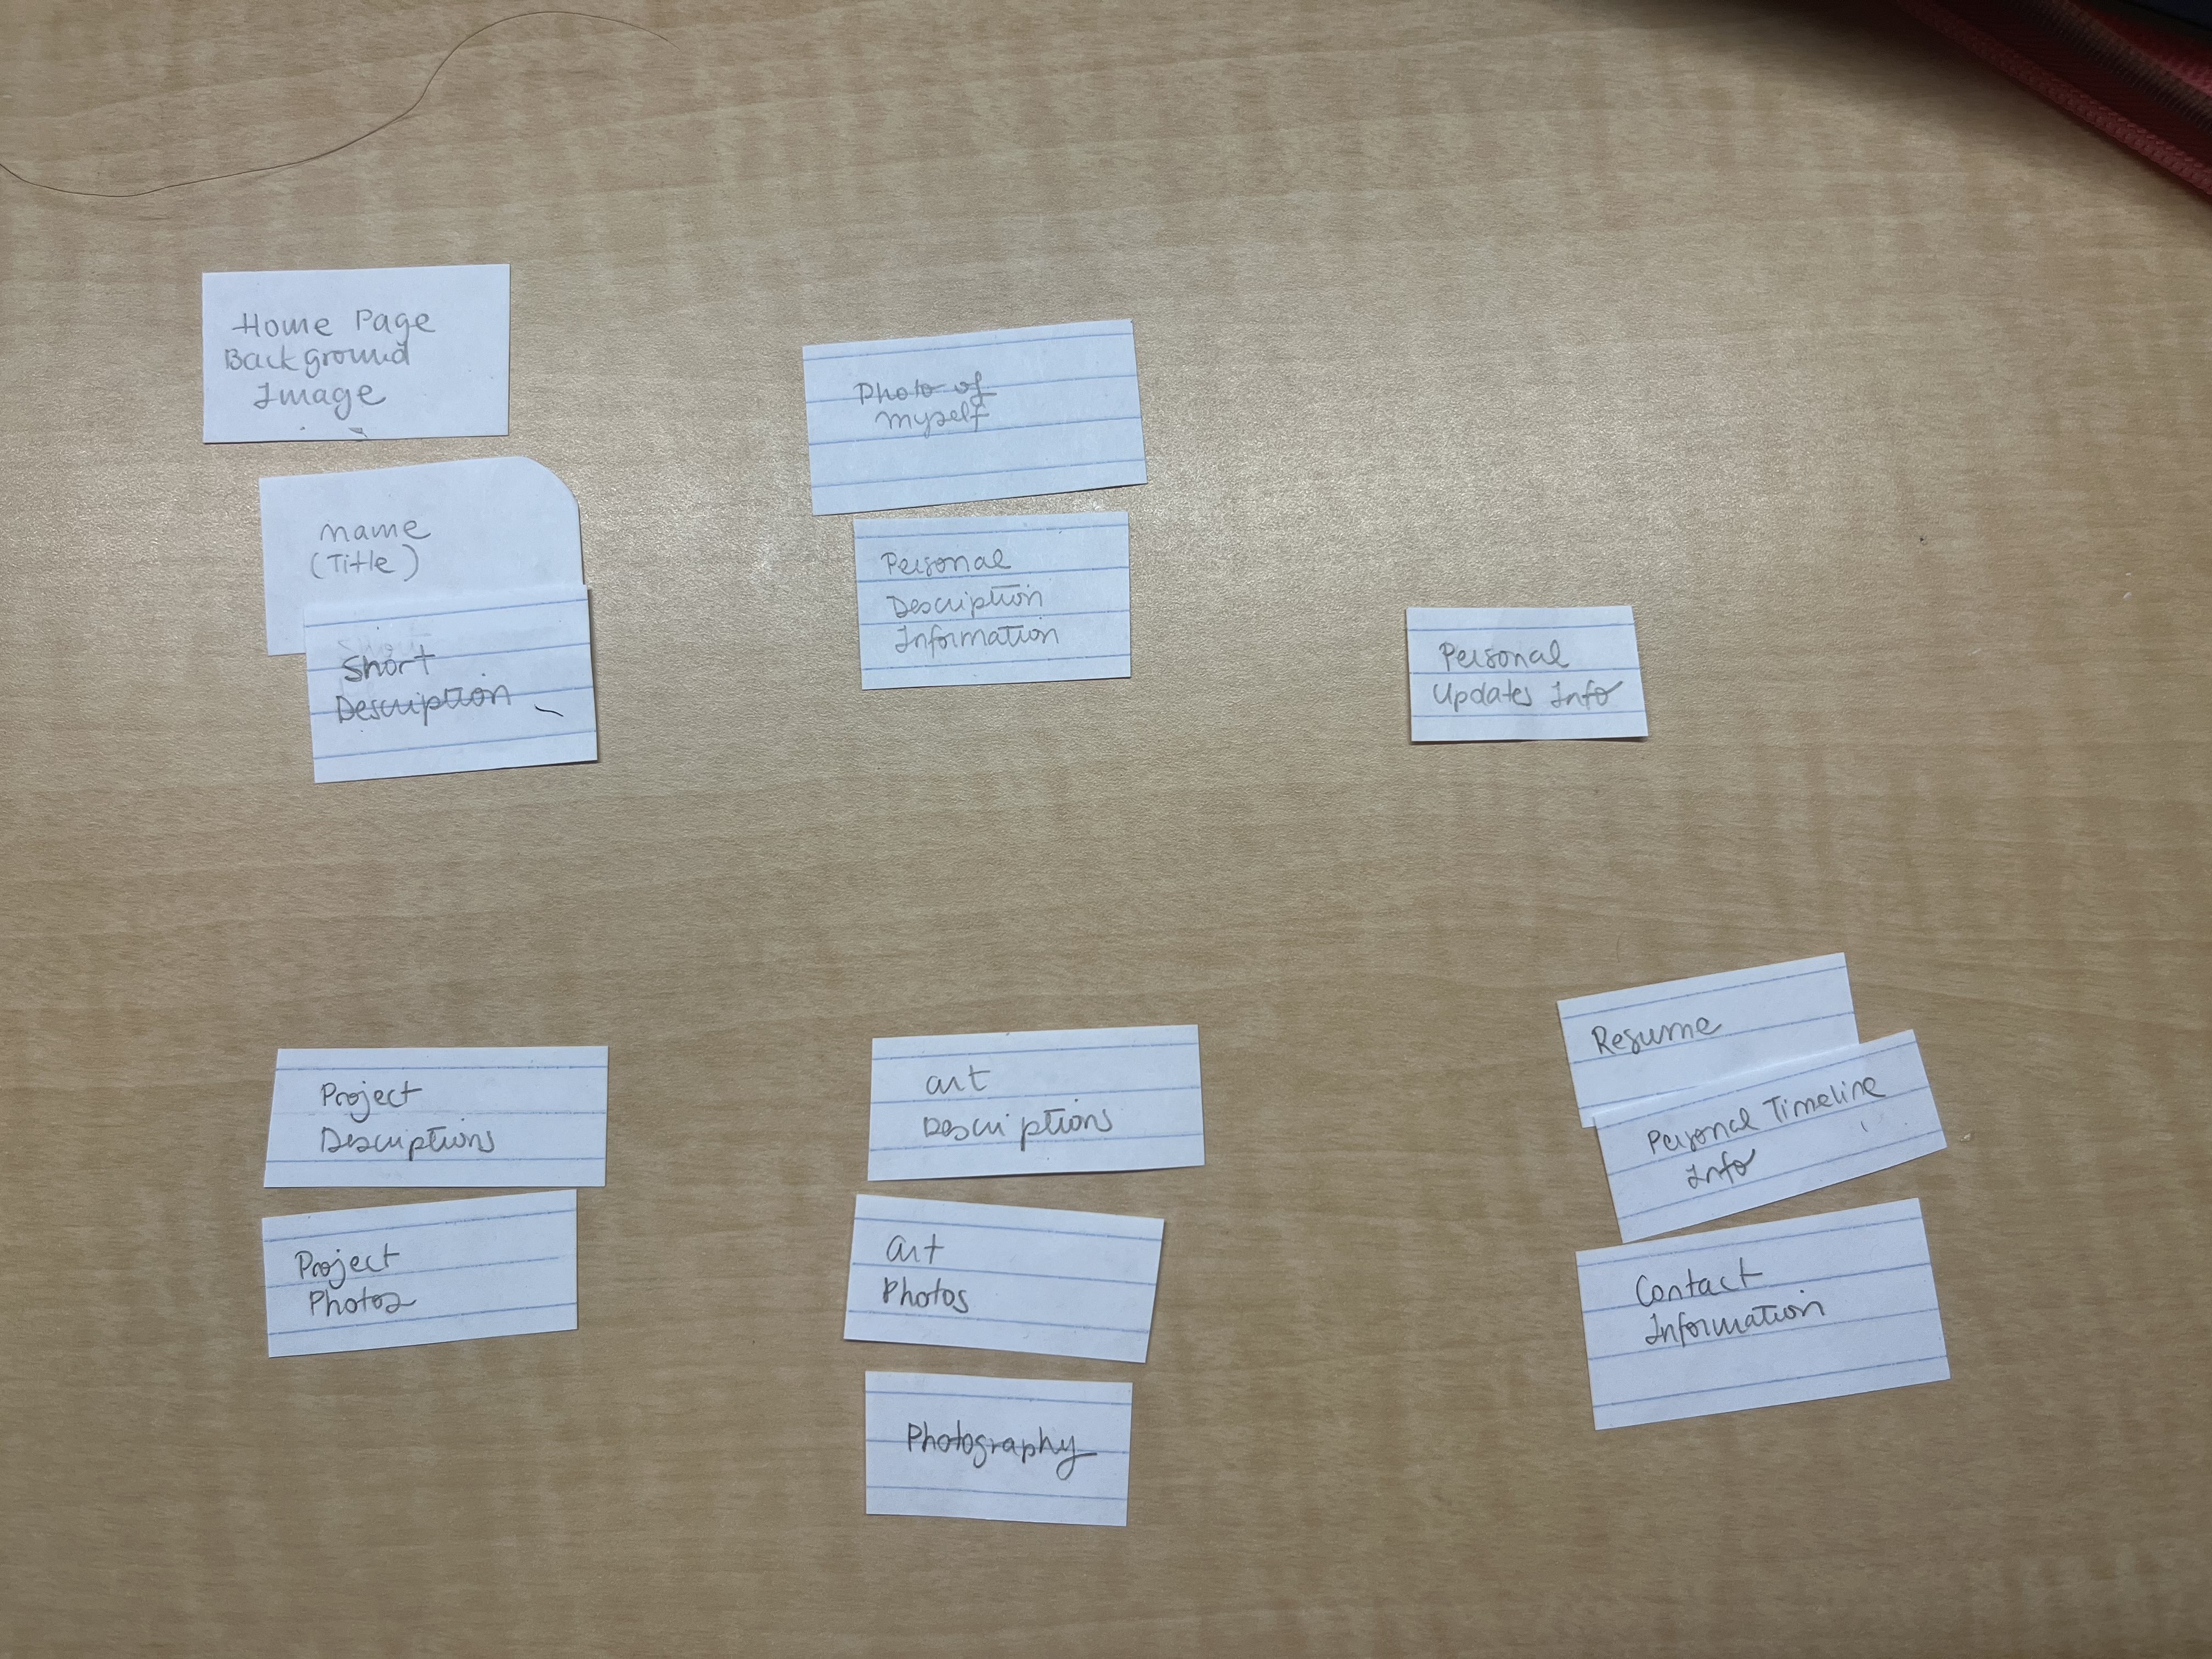 Home Page
Background
Image
name
(Title)
Short
Description
Photo of
myself
Personal
Description
Information
Personal
Updates Info
Project
Descriptions
Project
Photos
art
Descriptions
art
Photos
Photography
Resume
Personal Timeline
Info
Contact
Information